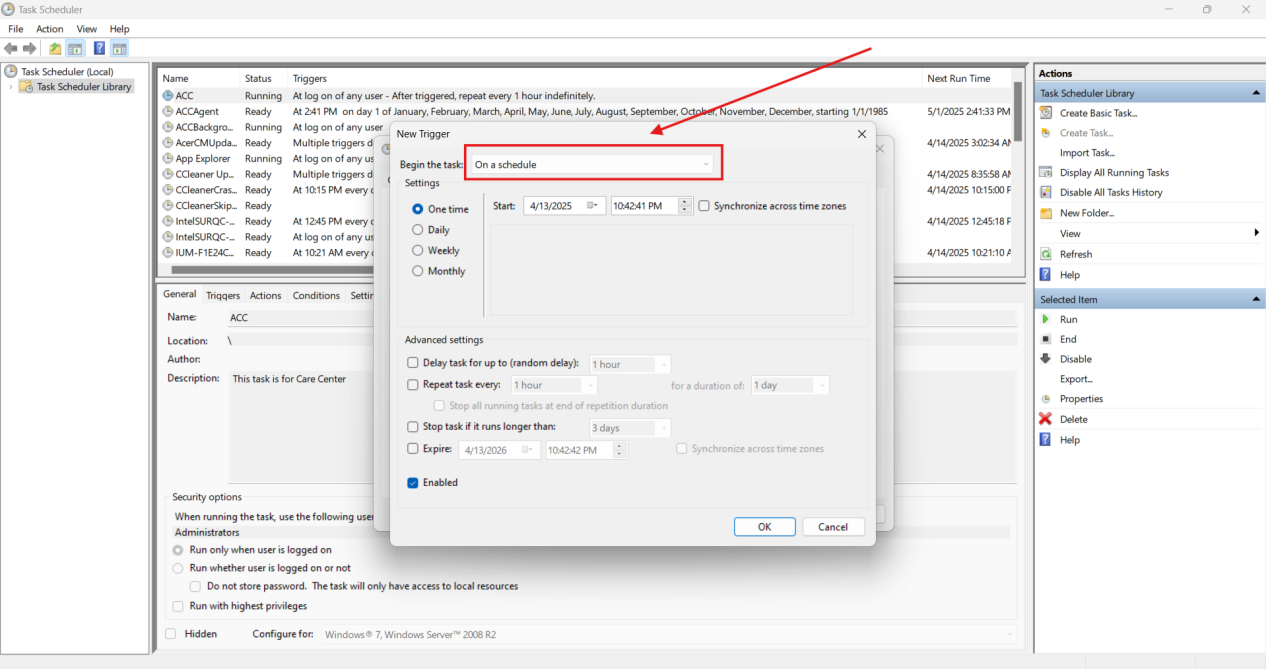 Task Scheduler
File Action View Help
Task Scheduler (Local)
Task Scheduler Library
Name Status Triggers Next Run Time
ACC Running At log on of any user - After triggered, repeat every 1 hour indefinitely.
ACCAgent Ready At 2:41 PM on day 1 of January, February, March, April, May, June, July, August, September, October, November, December, starting 1/1/1985 5/1/2025 2:41:33 PM
ACCBackgro... Running At log on of any user
AcerCMUpda... Ready Multiple triggers d 4/14/2025 3:02:34 AM
App Explorer Running At log on of any us
CCleaner Up... Ready Multiple triggers d 4/14/2025 8:35:58 AM
CCleanerCras... Ready At 10:15 PM every d 4/14/2025 10:15:00 P
CCleanerSkip... Ready
IntelSURQC-... Ready At 12:45 PM every d 4/14/2025 12:45:18 P
IntelSURQC-... Ready At log on of any us
IUM-F1E24C... Ready At 10:21 AM every d 4/14/2025 10:21:10 A
General Triggers Actions Conditions Settin
Name: ACC
Location: \
Author:
Description: This task is for Care Center
Security options
When running the task, use the following user
Administrators
Run only when user is logged on
Run whether user is logged on or not
Do not store password. The task will only have access to local resources
Run with highest privileges
Hidden Configure for: Windows® 7, Windows Server™ 2008 R2
New Trigger
Begin the task: On a schedule
Settings
One time
Daily
Weekly
Monthly
Start: 4/13/2025 10:42:41 PM Synchronize across time zones
Advanced settings
Delay task for up to (random delay): 1 hour
Repeat task every: 1 hour for a duration of: 1 day
Stop all running tasks at end of repetition duration
Stop task if it runs longer than: 3 days
Expire: 4/13/2026 10:42:42 PM Synchronize across time zones
Enabled
OK Cancel
Actions
Task Scheduler Library
Create Basic Task...
Create Task...
Import Task...
Display All Running Tasks
Disable All Tasks History
New Folder...
View
Refresh
Help
Selected Item
Run
End
Disable
Export...
Properties
Delete
Help